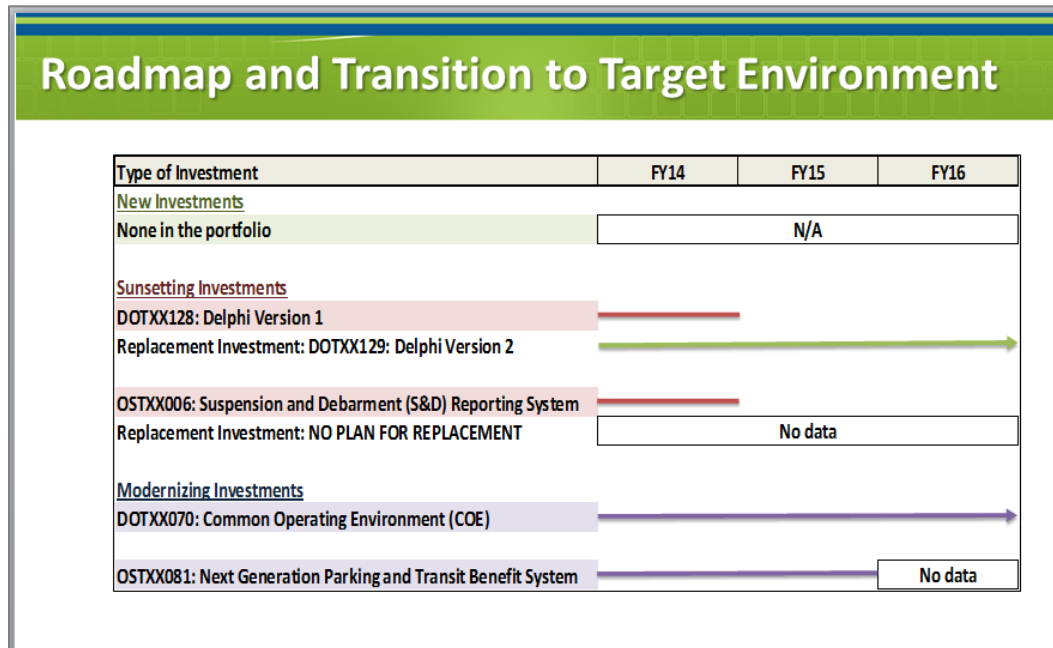 Roadmap and Transition to Target Environment
Type of Investment FY14 FY15 FY16
New Investments
None in the portfolio N/A
Sunsetting Investments
DOTXX128: Delphi Version 1
Replacement Investment: DOTXX129: Delphi Version 2
OSTXX006: Suspension and Debarment (S&D) Reporting System
Replacement Investment: NO PLAN FOR REPLACEMENT No data
Modernizing Investments
DOTXX070: Common Operating Environment (COE)
OSTXX081: Next Generation Parking and Transit Benefit System No data